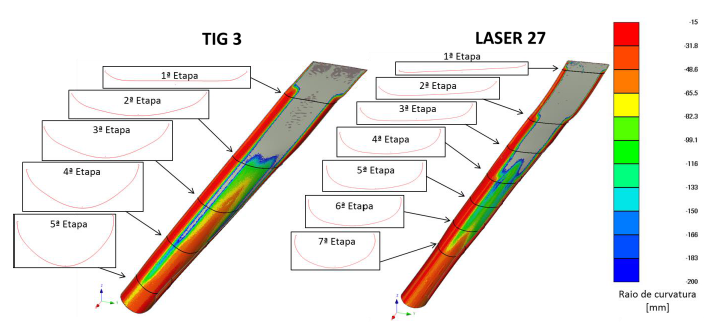 TIG 3
1ª Etapa
2ª Etapa
3ª Etapa
4ª Etapa
5ª Etapa
LASER 27
1ª Etapa
2ª Etapa
3ª Etapa
4ª Etapa
5ª Etapa
6ª Etapa
7ª Etapa
-15
-31.8
-48.6
-65.5
-82.3
-99.1
-116
-133
-150
-166
-183
-200
Raio de curvatura
[mm]